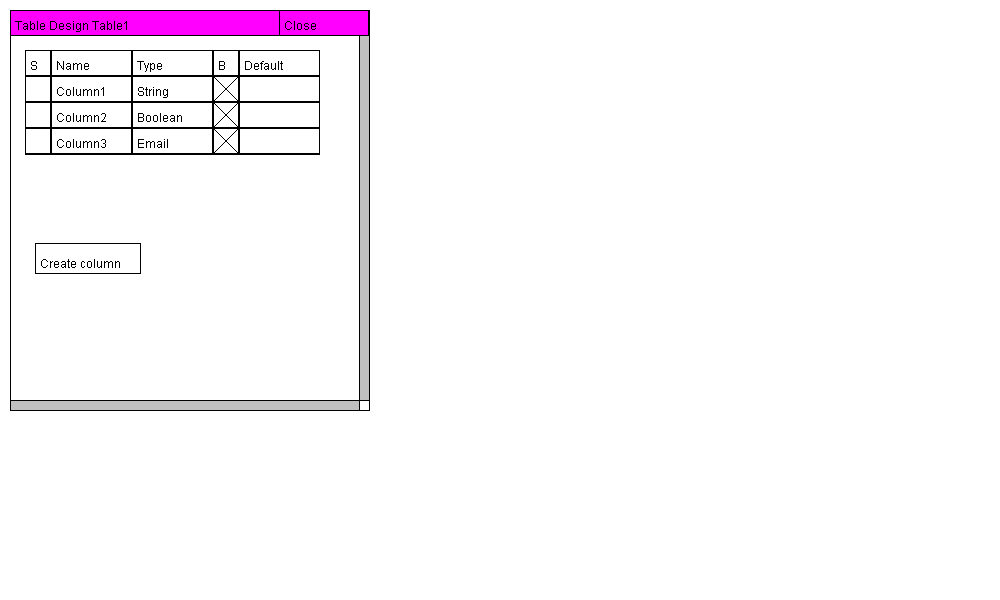 Table Design Table1 Close
S Name Type B Default
Column1 String
Column2 Boolean
Column3 Email
Create column